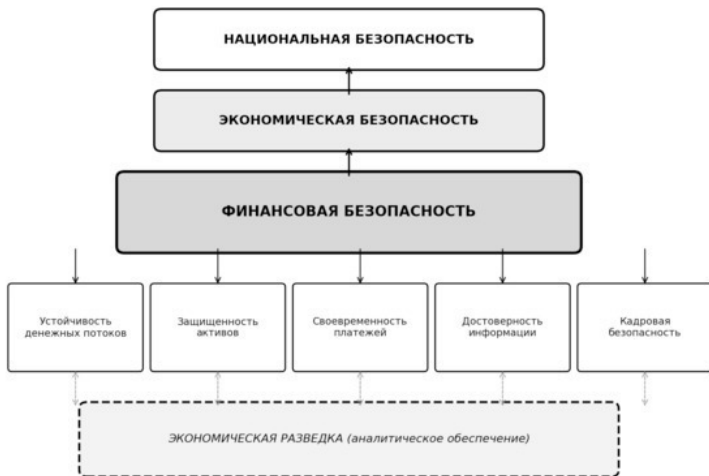 НАЦИОНАЛЬНАЯ БЕЗОПАСНОСТЬ
ЭКОНОМИЧЕСКАЯ БЕЗОПАСНОСТЬ
ФИНАНСОВАЯ БЕЗОПАСНОСТЬ
Устойчивость
денежных потоков
Защищенность
активов
Своевременность
платежей
Достоверность
информации
Кадровая
безопасность
ЭКОНОМИЧЕСКАЯ РАЗВЕДКА (аналитическое обеспечение)